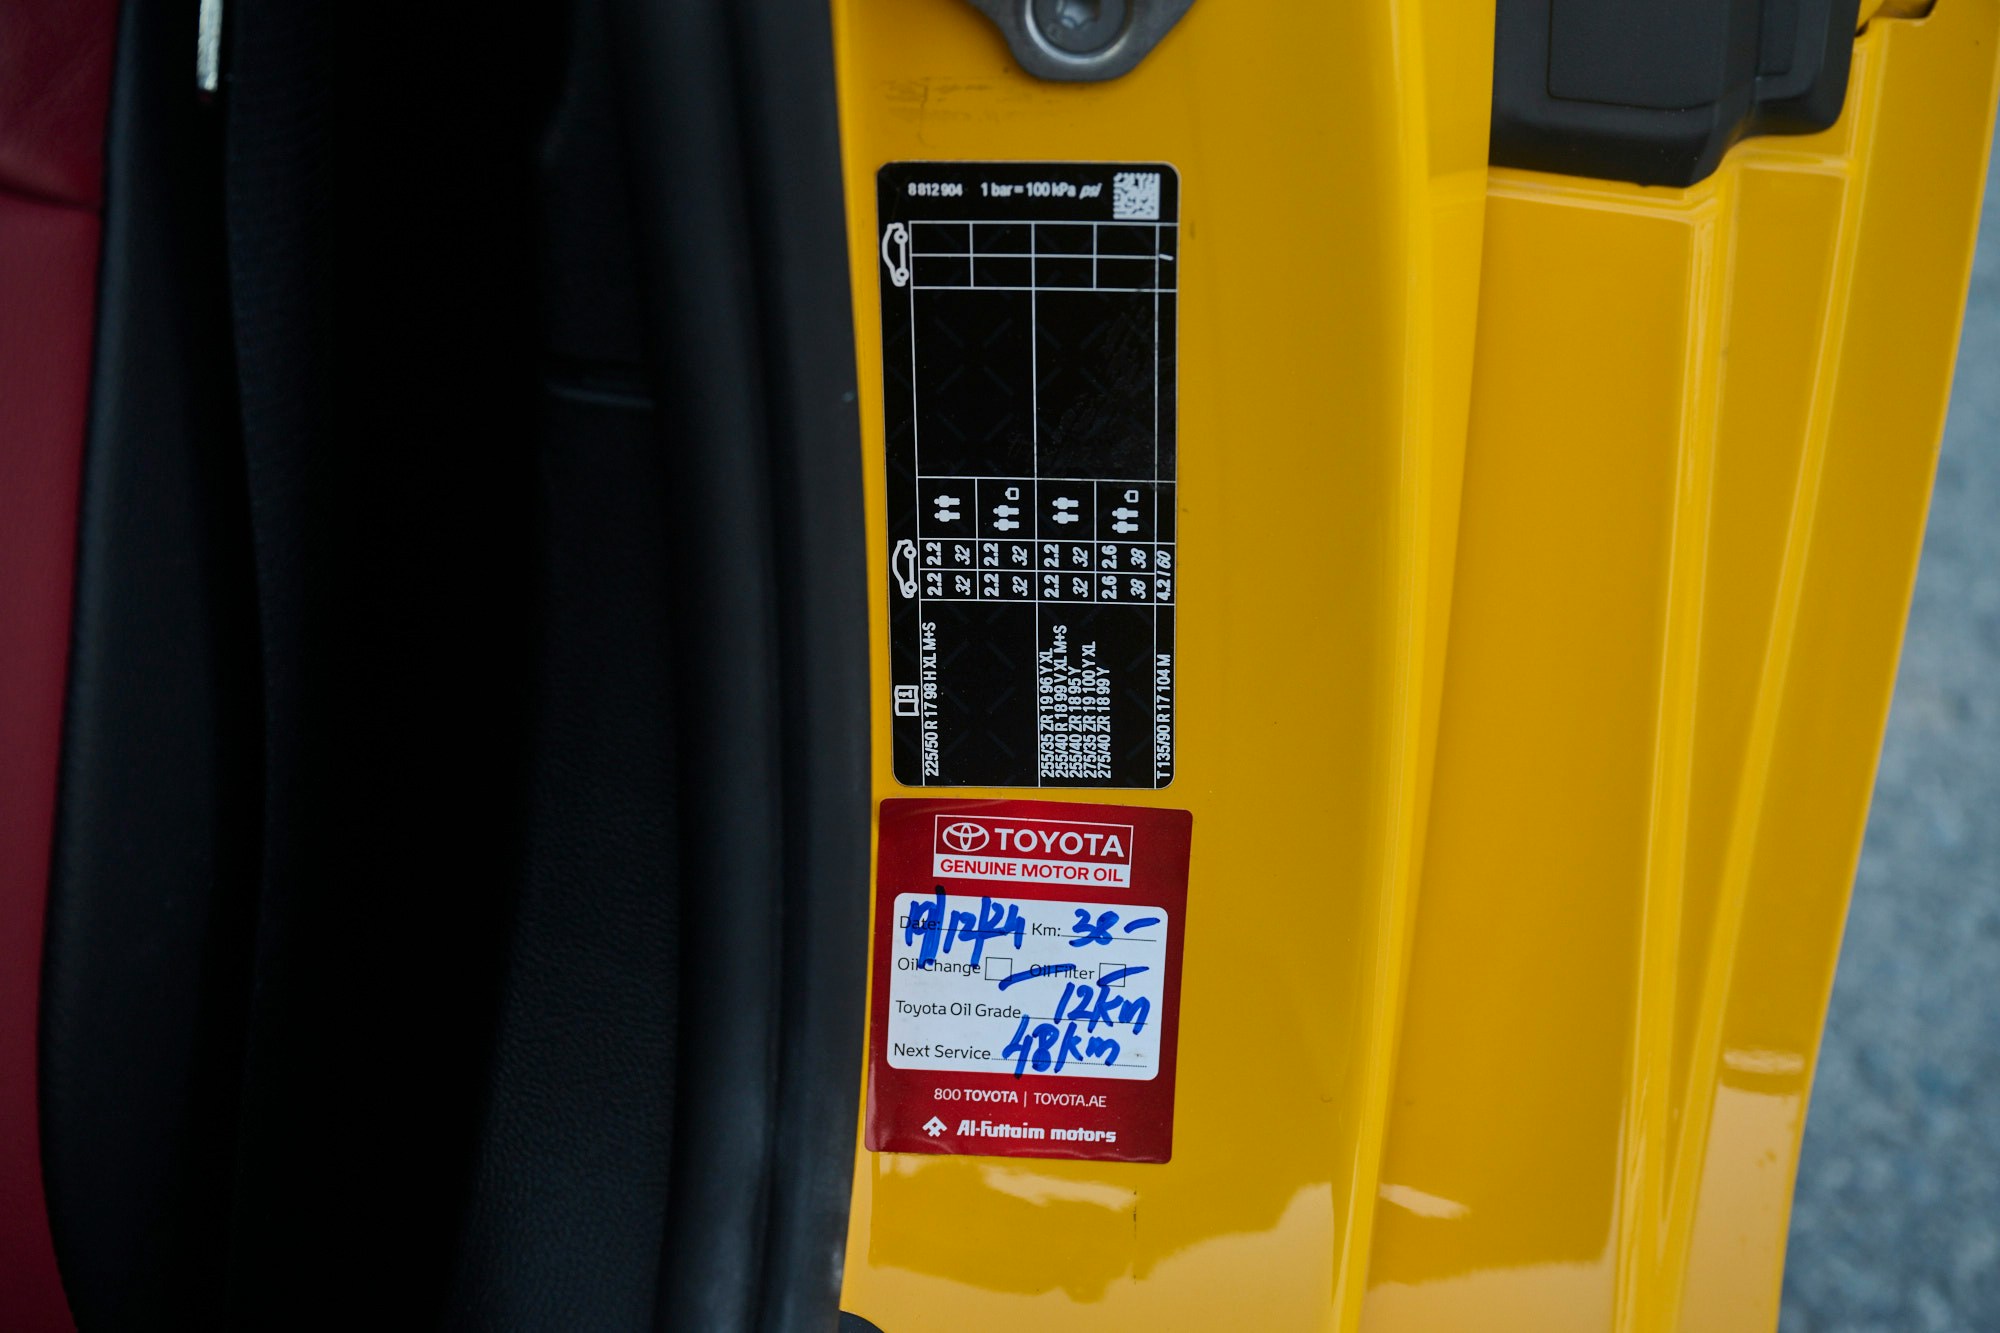 8 812 904 1 bar = 100 kPa psi
225/50 R 17 98 H XL M+S
2.2 2.2
32 32
2.2 2.2
32 32
255/35 ZR 19 96 Y XL
255/40 R 18 99 V XL M+S
255/40 ZR 18 95 Y
275/35 ZR 19 100 Y XL
275/40 ZR 18 99 Y
2.2 2.2
32 32
2.6 2.6
38 38
T 135/90 R 17 104 M
4.2 / 60
/
1
TOYOTA
GENUINE MOTOR OIL
Date: /12/24 Km: 38 -
Oil Change Oil Filter
Toyota Oil Grade 12km
Next Service 48km
800 TOYOTA | TOYOTA.AE
Al-Futtaim motors